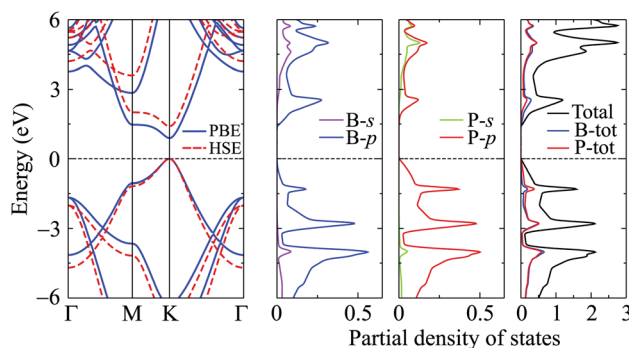 Energy (eV)
6
3
0
−3
−6
PBE
HSE
Γ
M
K
Γ
B-s
B-p
0
0.5
P-s
P-p
0
0.5
Total
B-tot
P-tot
0
1
2
3
Partial density of states